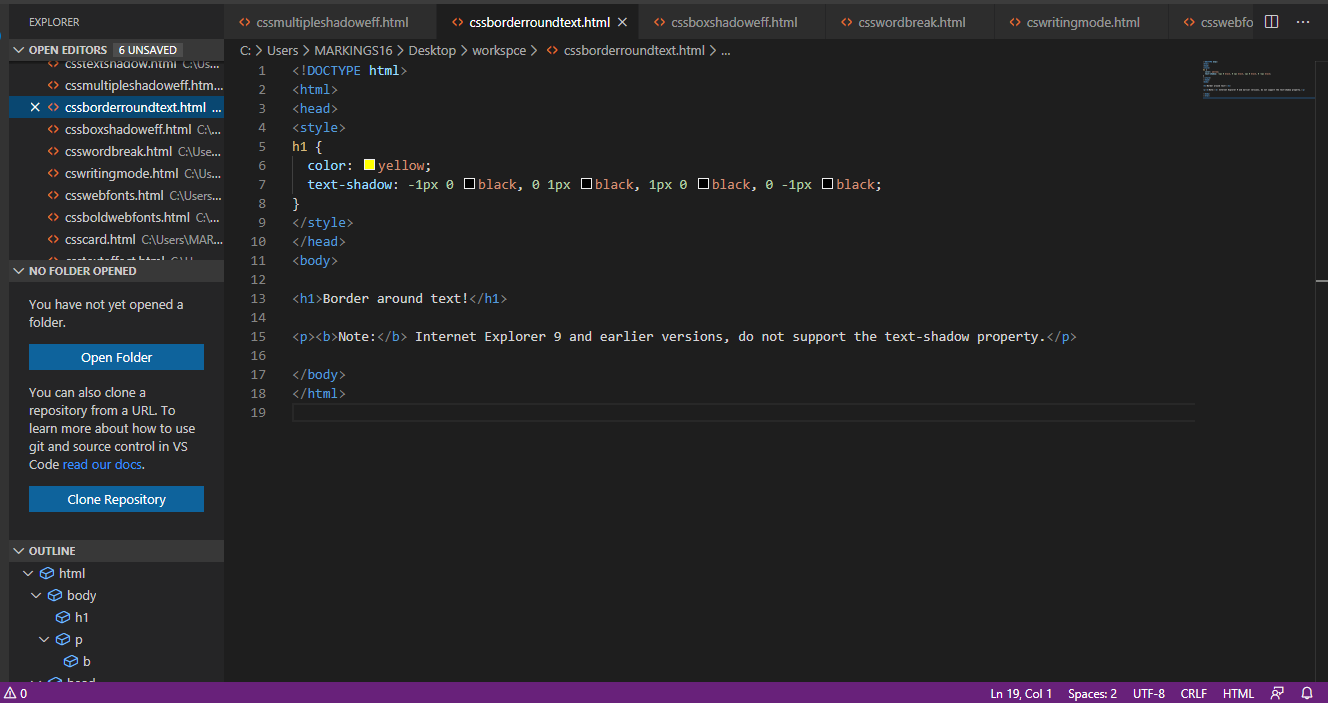 EXPLORER
OPEN EDITORS 6 UNSAVED
csstextshadow.html C:\Us...
cssmultipleshadoweff.htm...
cssborderroundtext.html ...
cssboxshadoweff.html C:\...
csswordbreak.html C:\Use...
cswritingmode.html C:\Us...
csswebfonts.html C:\Users...
cssboldwebfonts.html C:\...
csscard.html C:\Users\MAR...
NO FOLDER OPENED
You have not yet opened a
folder.
Open Folder
You can also clone a
repository from a URL. To
learn more about how to use
git and source control in VS
Code read our docs.
Clone Repository
OUTLINE
html
body
h1
p
b
head
cssmultipleshadoweff.html cssborderroundtext.html cssboxshadoweff.html csswordbreak.html cswritingmode.html csswebfo ...
C: > Users > MARKINGS16 > Desktop > workspce > cssborderroundtext.html > ...
1 <!DOCTYPE html>
2 <html>
3 <head>
4 <style>
5 h1 {
6 color: yellow;
7 text-shadow: -1px 0 black, 0 1px black, 1px 0 black, 0 -1px black;
8 }
9 </style>
10 </head>
11 <body>
12
13 <h1>Border around text!</h1>
14
15 <p><b>Note:</b> Internet Explorer 9 and earlier versions, do not support the text-shadow property.</p>
16
17 </body>
18 </html>
19
0 Ln 19, Col 1 Spaces: 2 UTF-8 CRLF HTML